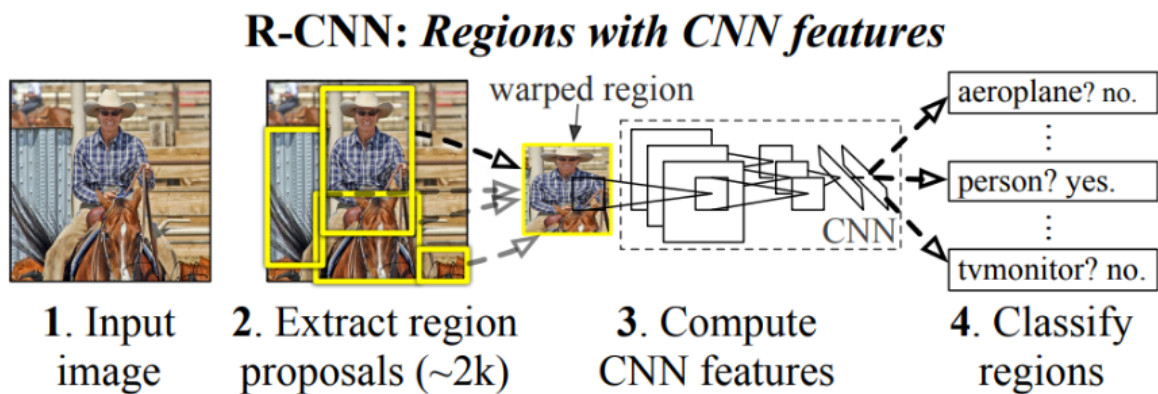 R-CNN: Regions with CNN features
warped region
aeroplane? no.
⋮
person? yes.
⋮
tvmonitor? no.
CNN
1. Input
image
2. Extract region
proposals (~2k)
3. Compute
CNN features
4. Classify
regions